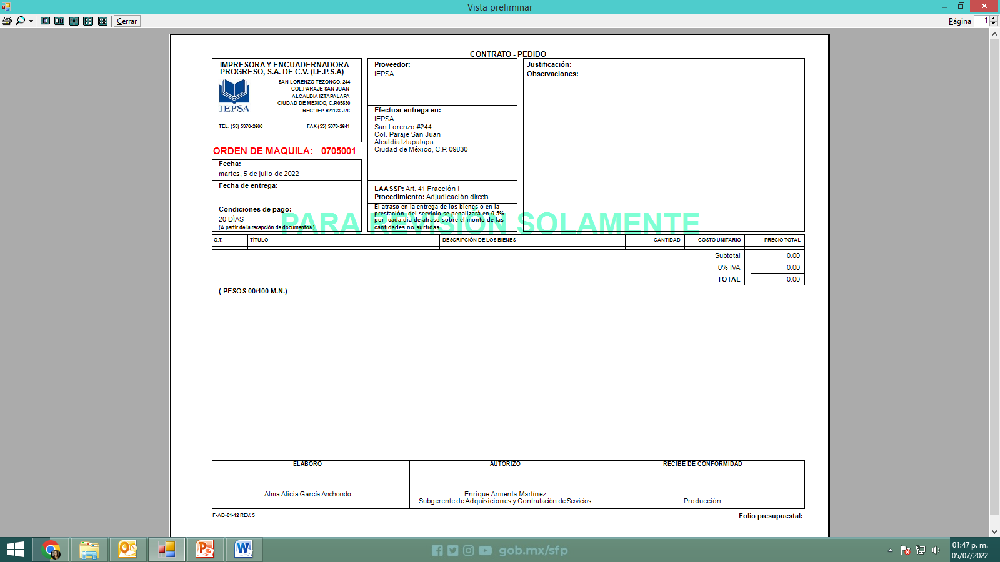 Vista preliminar
Cerrar
Página 1
CONTRATO - PEDIDO
IMPRESORA Y ENCUADERNADORA
PROGRESO, S.A. DE C.V. (I.E.P.S.A)
SAN LORENZO TEZONCO, 244
COL.PARAJE SAN JUAN
ALCALDÍA IZTAPALAPA
CIUDAD DE MÉXICO, C.P.09830
RFC: IEP-921123-J76
IEPSA
TEL. (55) 5970-2600 FAX (55) 5970-2641
ORDEN DE MAQUILA: 0705001
Fecha:
martes, 5 de julio de 2022
Fecha de entrega:
Condiciones de pago:
20 DÍAS
(A partir de la recepción de documentos.)
Proveedor:
IEPSA
Efectuar entrega en:
IEPSA
San Lorenzo #244
Col. Paraje San Juan
Alcaldía Iztapalapa
Ciudad de México, C.P. 09830
LAASSP: Art. 41 Fracción I
Procedimiento: Adjudicación directa
El atraso en la entrega de los bienes o en la
prestación del servicio se penalizará en 0.5%
por cada día de atraso sobre el monto de las
cantidades no surtidas.
Justificación:
Observaciones:
PARA REVISIÓN SOLAMENTE
O.T. TÍTULO DESCRIPCIÓN DE LOS BIENES CANTIDAD COSTO UNITARIO PRECIO TOTAL
Subtotal 0.00
0% IVA 0.00
TOTAL 0.00
( PESOS 00/100 M.N.)
ELABORÓ AUTORIZÓ RECIBE DE CONFORMIDAD
Alma Alicia García Anchondo
Enrique Armenta Martínez
Subgerente de Adquisiciones y Contratación de Servicios
Producción
F-AD-01-12 REV. 5
Folio presupuestal:
gob.mx/sfp
01:47 p. m.
05/07/2022